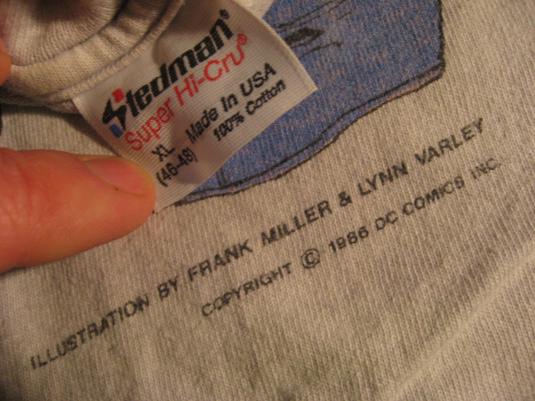 Stedman®
Super Hi-Cru®
XL Made In USA
(46-48) 100% Cotton
ILLUSTRATION BY FRANK MILLER & LYNN VARLEY
COPYRIGHT © 1986 DC COMICS INC.